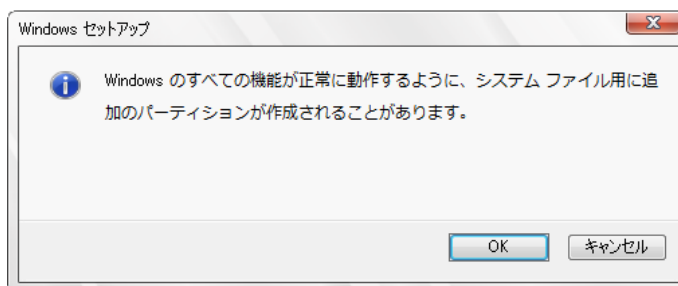 Windows セットアップ
Windows のすべての機能が正常に動作するように、システム ファイル用に追
加のパーティションが作成されることがあります。
OK
キャンセル